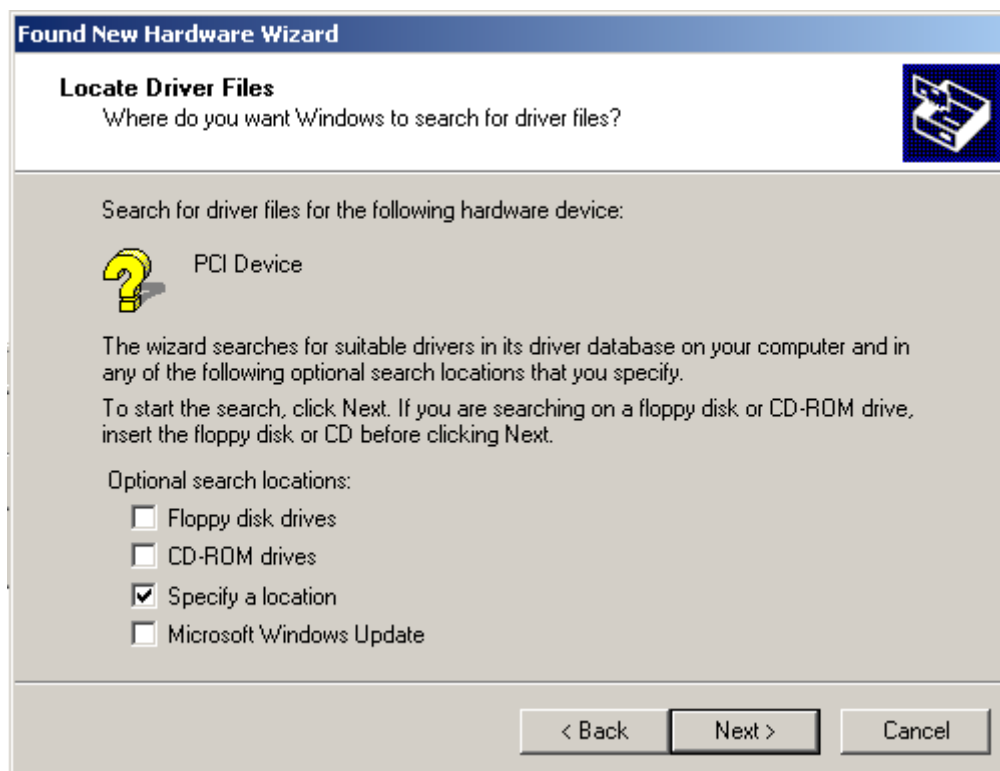 Found New Hardware Wizard
Locate Driver Files
Where do you want Windows to search for driver files?
Search for driver files for the following hardware device:
PCI Device
The wizard searches for suitable drivers in its driver database on your computer and in
any of the following optional search locations that you specify.
To start the search, click Next. If you are searching on a floppy disk or CD-ROM drive,
insert the floppy disk or CD before clicking Next.
Optional search locations:
Floppy disk drives
CD-ROM drives
Specify a location
Microsoft Windows Update
< Back Next > Cancel